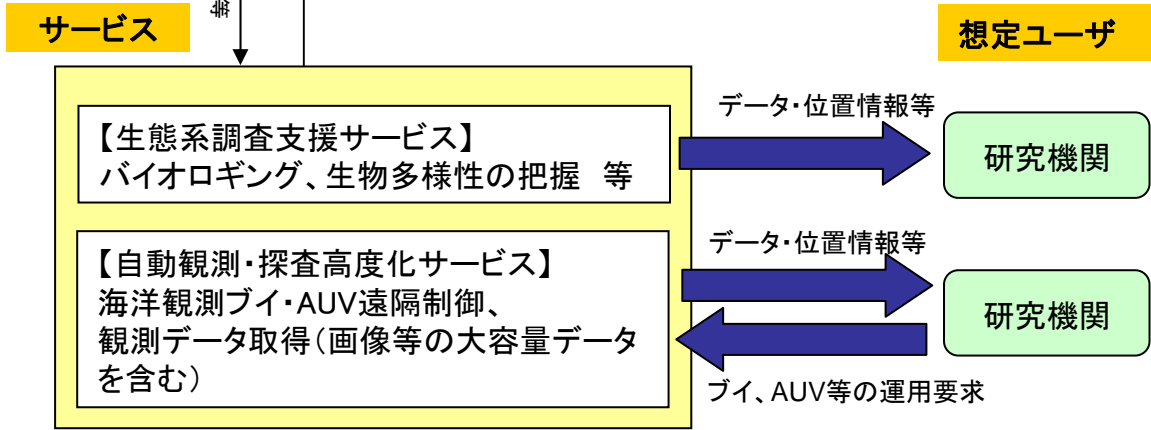 等
サービス
想定ユーザ
【生態系調査支援サービス】
バイオロギング、生物多様性の把握　等
データ・位置情報等
研究機関
【自動観測・探査高度化サービス】
海洋観測ブイ・AUV遠隔制御、
観測データ取得（画像等の大容量データ
を含む）
データ・位置情報等
研究機関
ブイ、AUV等の運用要求